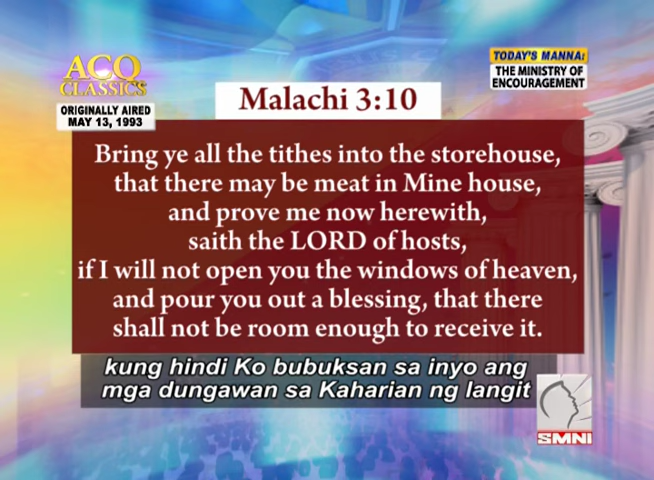 ACQ
CLASSICS
ORIGINALLY AIRED
MAY 13, 1993
TODAY'S MANNA:
THE MINISTRY OF
ENCOURAGEMENT
Malachi 3:10
Bring ye all the tithes into the storehouse,
that there may be meat in Mine house,
and prove me now herewith,
saith the LORD of hosts,
if I will not open you the windows of heaven,
and pour you out a blessing, that there
shall not be room enough to receive it.
kung hindi Ko bubuksan sa inyo ang
mga dungawan sa Kaharian ng langit
SMNI